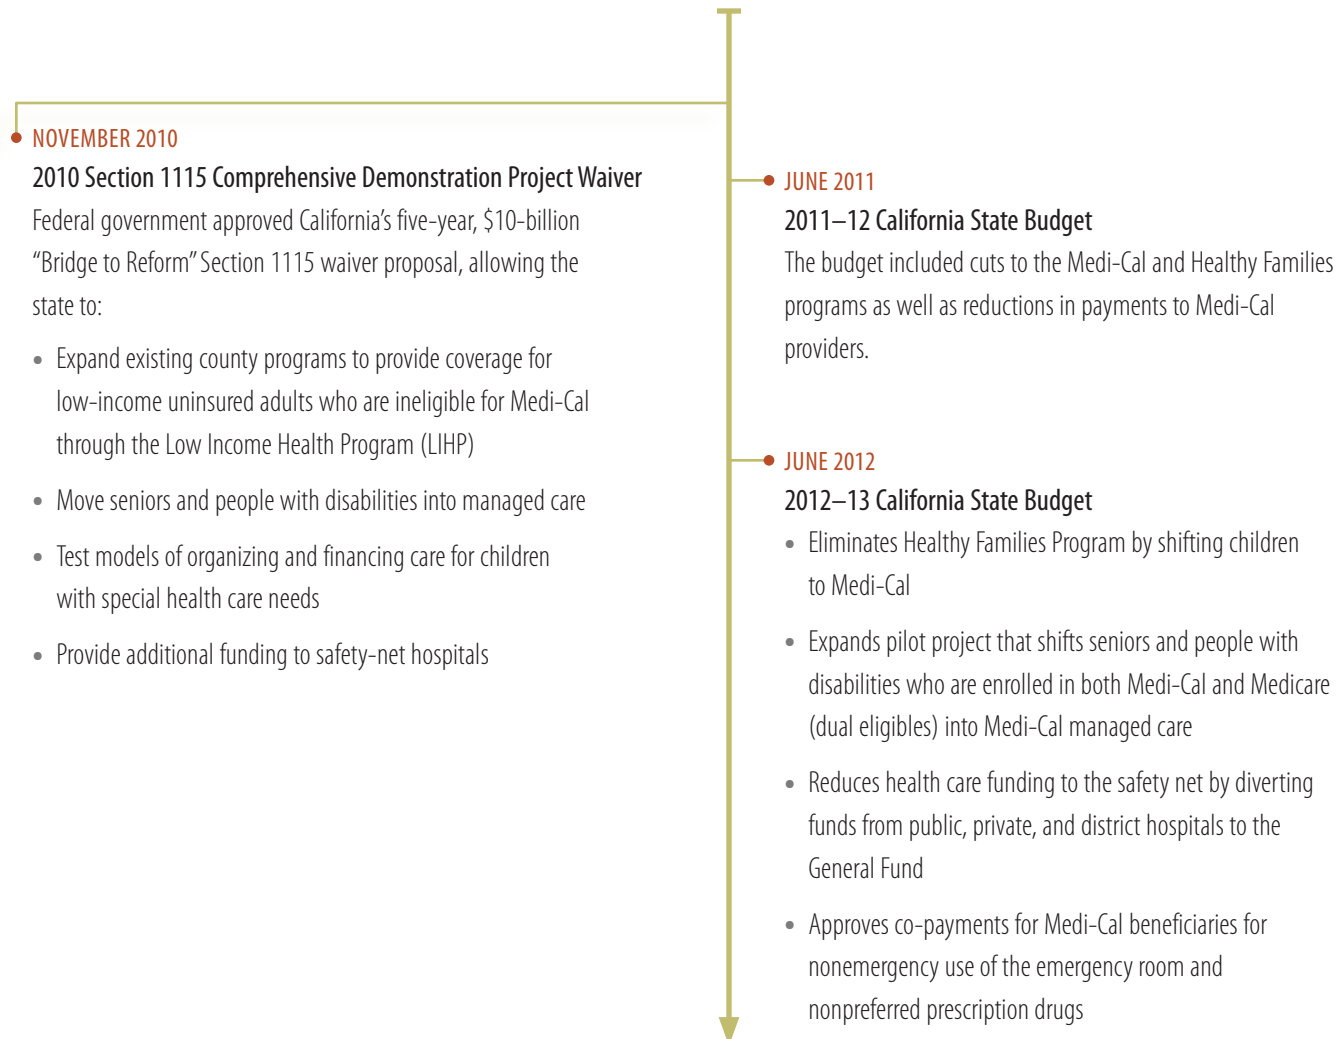 NOVEMBER 2010
2010 Section 1115 Comprehensive Demonstration Project Waiver
Federal government approved California’s five-year, $10-billion
“Bridge to Reform” Section 1115 waiver proposal, allowing the
state to:
• Expand existing county programs to provide coverage for
low-income uninsured adults who are ineligible for Medi-Cal
through the Low Income Health Program (LIHP)
• Move seniors and people with disabilities into managed care
• Test models of organizing and financing care for children
with special health care needs
• Provide additional funding to safety-net hospitals
JUNE 2011
2011–12 California State Budget
The budget included cuts to the Medi-Cal and Healthy Families
programs as well as reductions in payments to Medi-Cal
providers.
JUNE 2012
2012–13 California State Budget
• Eliminates Healthy Families Program by shifting children
to Medi-Cal
• Expands pilot project that shifts seniors and people with
disabilities who are enrolled in both Medi-Cal and Medicare
(dual eligibles) into Medi-Cal managed care
• Reduces health care funding to the safety net by diverting
funds from public, private, and district hospitals to the
General Fund
• Approves co-payments for Medi-Cal beneficiaries for
nonemergency use of the emergency room and
nonpreferred prescription drugs